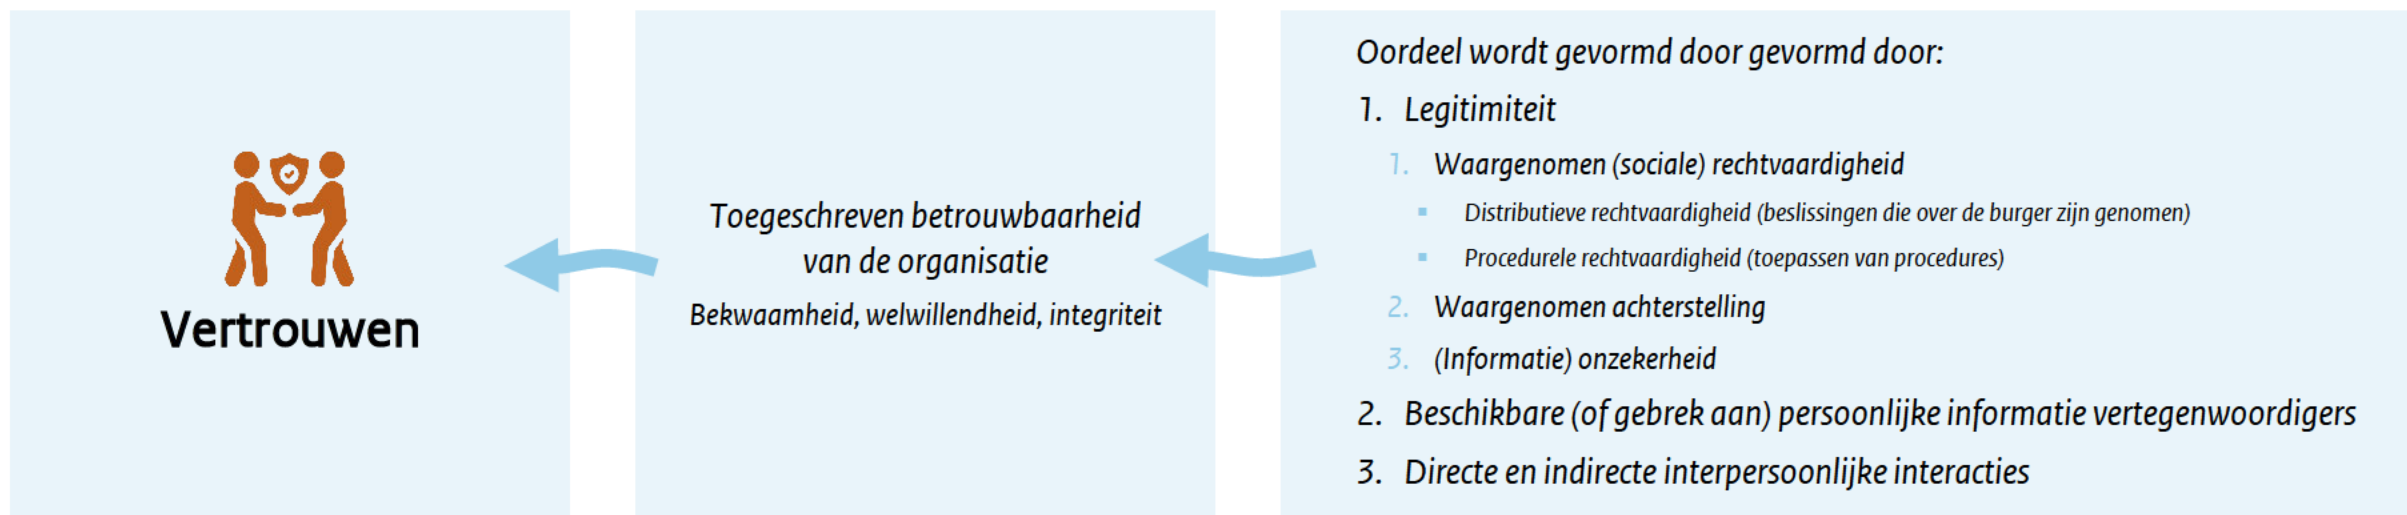 Vertrouwen
Toegeschreven betrouwbaarheid
van de organisatie
Bekwaamheid, welwillendheid, integriteit
Oordeel wordt gevormd door gevormd door:
1. Legitimiteit
1. Waargenomen (sociale) rechtvaardigheid
▪ Distributieve rechtvaardigheid (beslissingen die over de burger zijn genomen)
▪ Procedurele rechtvaardigheid (toepassen van procedures)
2. Waargenomen achterstelling
3. (Informatie) onzekerheid
2. Beschikbare (of gebrek aan) persoonlijke informatie vertegenwoordigers
3. Directe en indirecte interpersoonlijke interacties